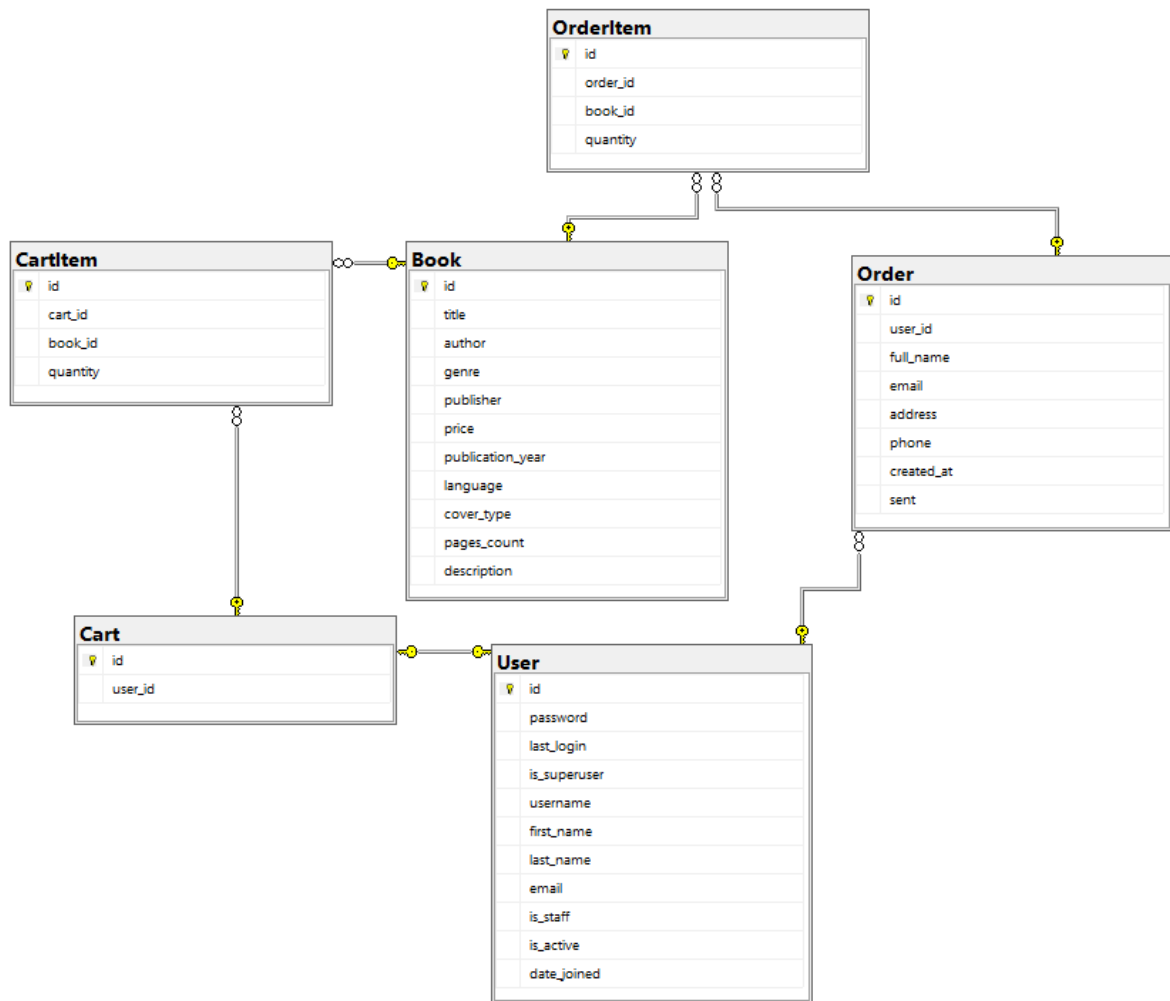 OrderItem
id
order_id
book_id
quantity
CartItem
id
cart_id
book_id
quantity
Book
id
title
author
genre
publisher
price
publication_year
language
cover_type
pages_count
description
Order
id
user_id
full_name
email
address
phone
created_at
sent
Cart
id
user_id
User
id
password
last_login
is_superuser
username
first_name
last_name
email
is_staff
is_active
date_joined